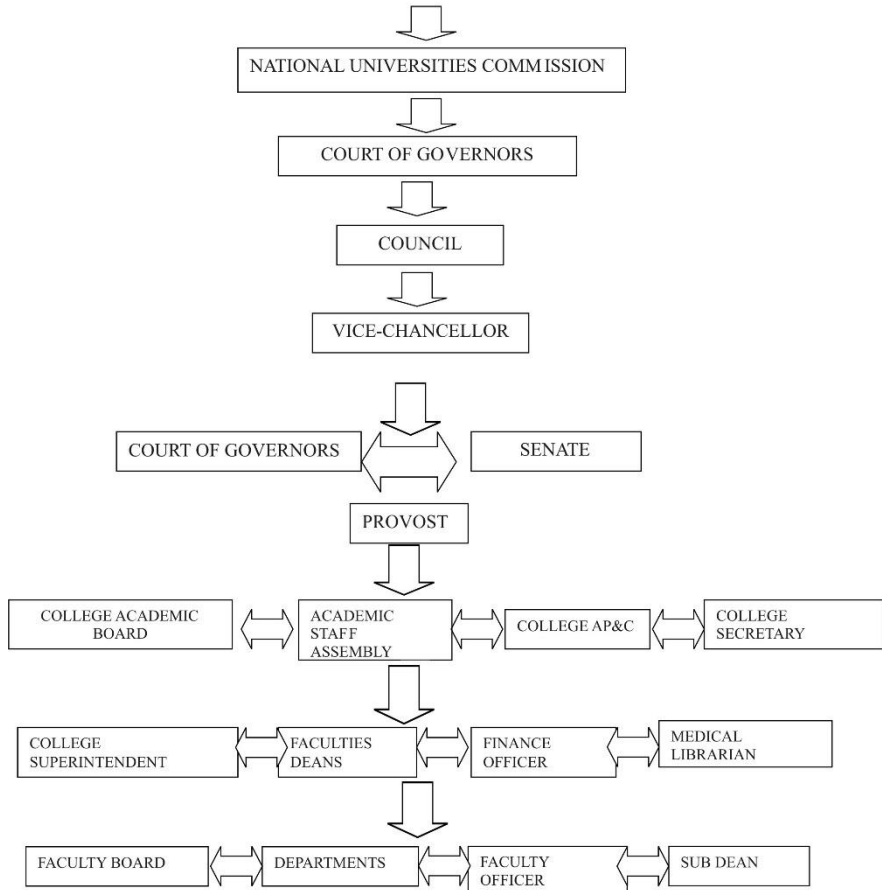 NATIONAL UNIVERSITIES COMMISSION
COURT OF GOVERNORS
COUNCIL
VICE-CHANCELLOR
COURT OF GOVERNORS
SENATE
PROVOST
COLLEGE ACADEMIC
BOARD
ACADEMIC
STAFF
ASSEMBLY
COLLEGE AP&C
COLLEGE
SECRETARY
COLLEGE
SUPERINTENDENT
FACULTIES
DEANS
FINANCE
OFFICER
MEDICAL
LIBRARIAN
FACULTY BOARD
DEPARTMENTS
FACULTY
OFFICER
SUB DEAN